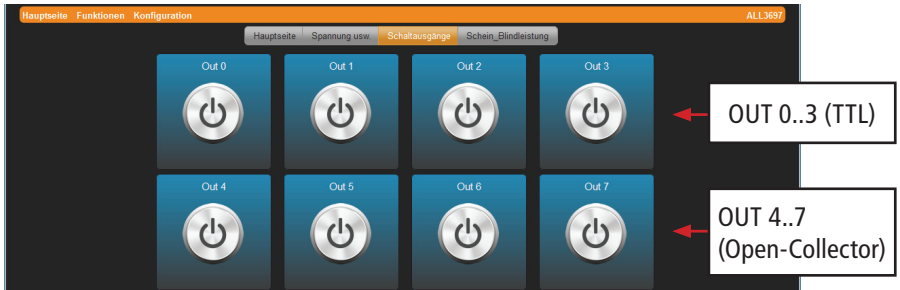 Hauptseite Funktionen Konfiguration ALL3697
Hauptseite Spannung usw. Schaltausgänge Schein_Blindleistung
Out 0 Out 1 Out 2 Out 3
OUT 0..3 (TTL)
Out 4 Out 5 Out 6 Out 7
OUT 4..7
(Open-Collector)